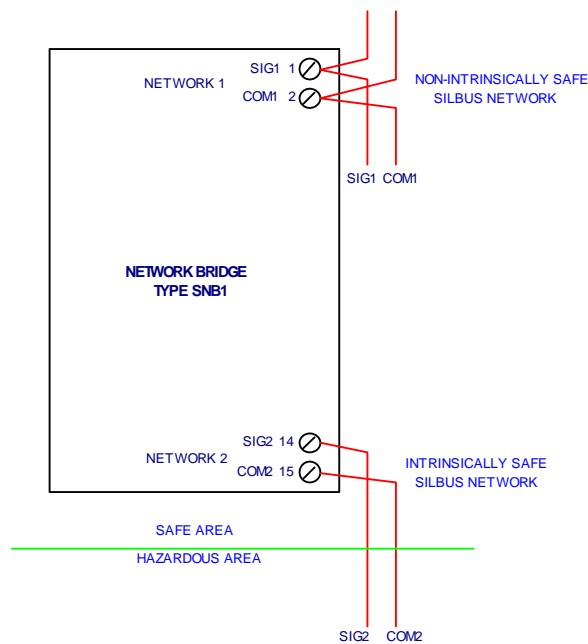 SIG1 1
NETWORK 1
COM1 2
NON-INTRINSICALLY SAFE
SILBUS NETWORK
SIG1 COM1
NETWORK BRIDGE
TYPE SNB1
SIG2 14
NETWORK 2
COM2 15
INTRINSICALLY SAFE
SILBUS NETWORK
SAFE AREA
HAZARDOUS AREA
SIG2 COM2